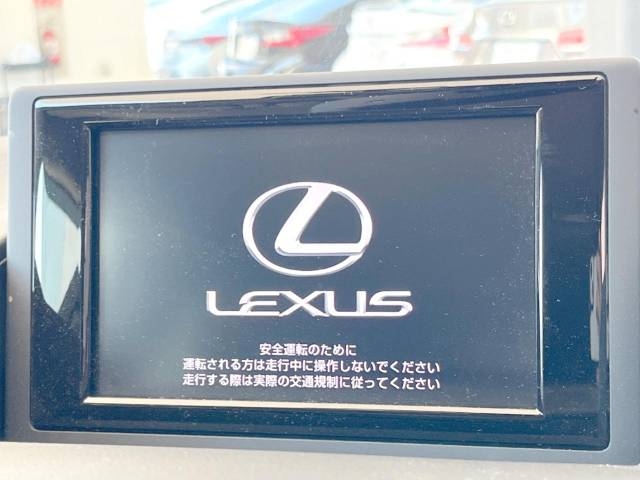 LEXUS
安全運転のために
運転される方は走行中に操作しないでください
走行する際は実際の交通規制に従ってください